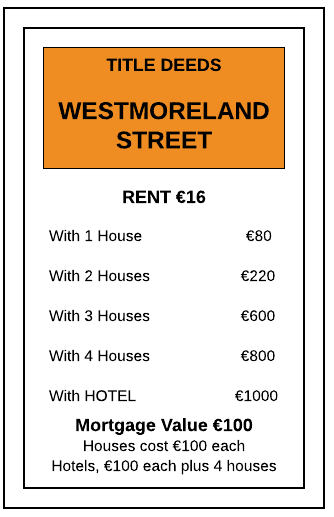 TITLE DEEDS
WESTMORELAND
STREET
RENT €16
With 1 House €80
With 2 Houses €220
With 3 Houses €600
With 4 Houses €800
With HOTEL €1000
Mortgage Value €100
Houses cost €100 each
Hotels, €100 each plus 4 houses